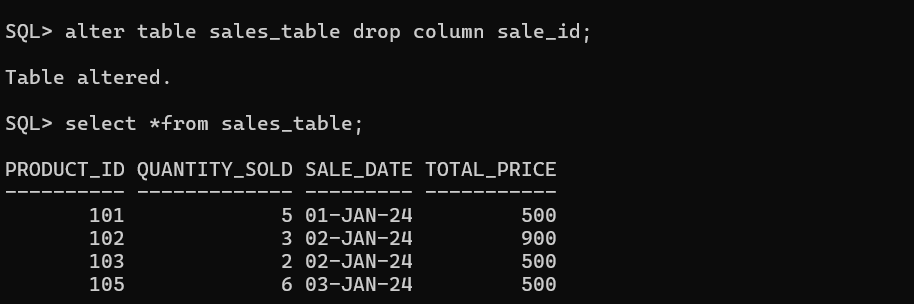 SQL> alter table sales_table drop column sale_id;
Table altered.
SQL> select *from sales_table;
PRODUCT_ID QUANTITY_SOLD SALE_DATE TOTAL_PRICE
---------- ------------- --------- -----------
       101             5 01-JAN-24         500
       102             3 02-JAN-24         900
       103             2 02-JAN-24         500
       105             6 03-JAN-24         500